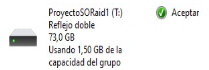 ProyectoSORaid1 (T:)
Reflejo doble
73,0 GB
Usando 1,50 GB de la
capacidad del grupo
Aceptar